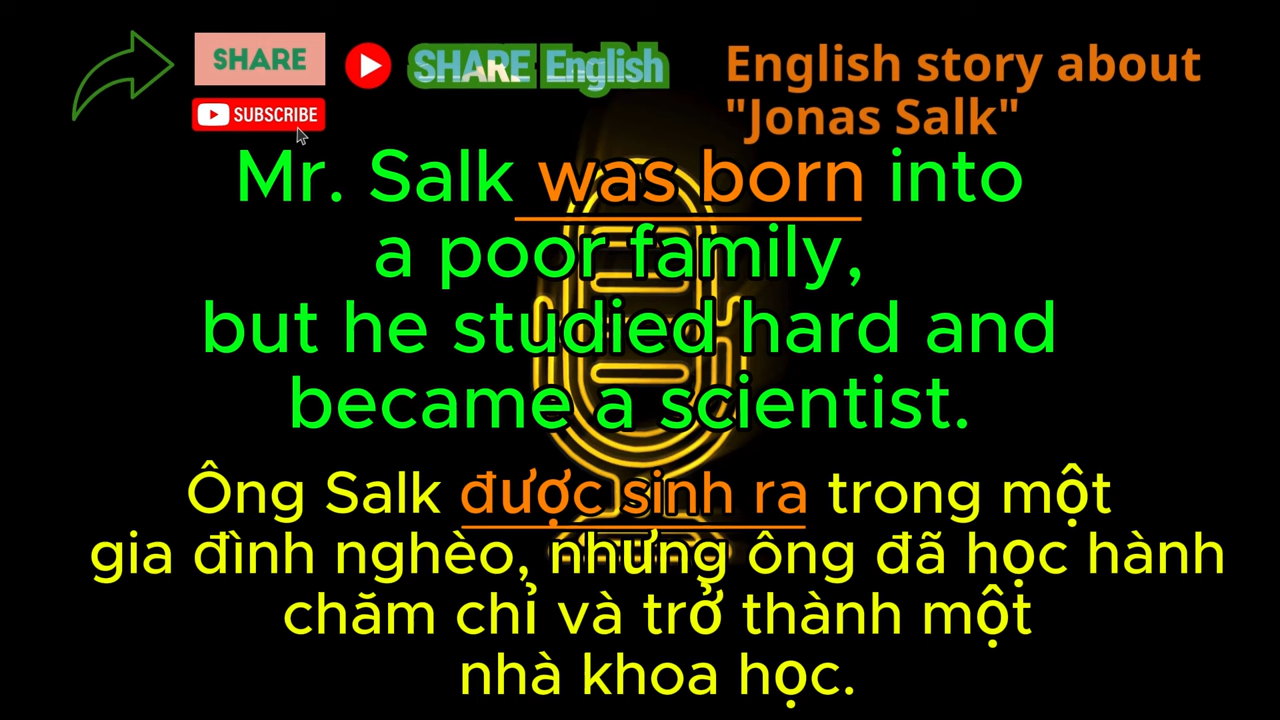 SHARE
SUBSCRIBE
SHARE English
English story about
"Jonas Salk"
Mr. Salk was born into
a poor family,
but he studied hard and
became a scientist.
Ông Salk được sinh ra trong một
gia đình nghèo, nhưng ông đã học hành
chăm chỉ và trở thành một
nhà khoa học.